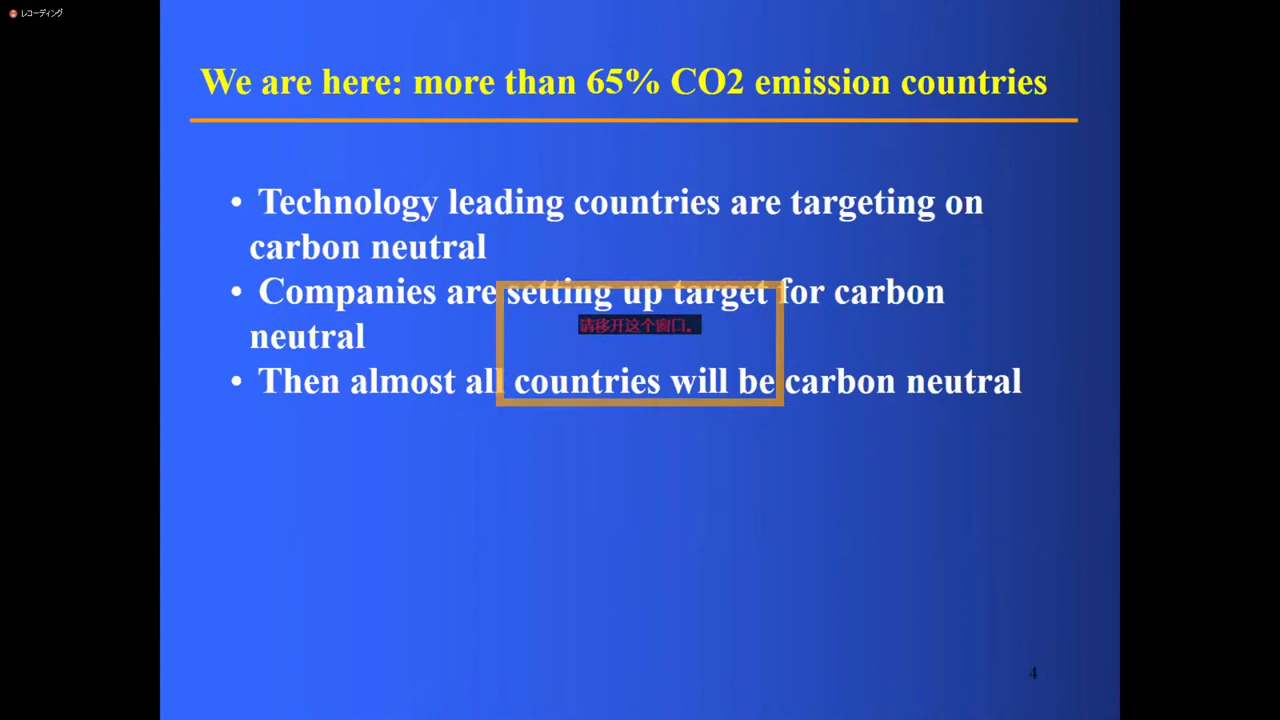 レコーディング
We are here: more than 65% CO2 emission countries
• Technology leading countries are targeting on
carbon neutral
• Companies are setting up target for carbon
neutral
请移开这个窗口。
• Then almost all countries will be carbon neutral
4